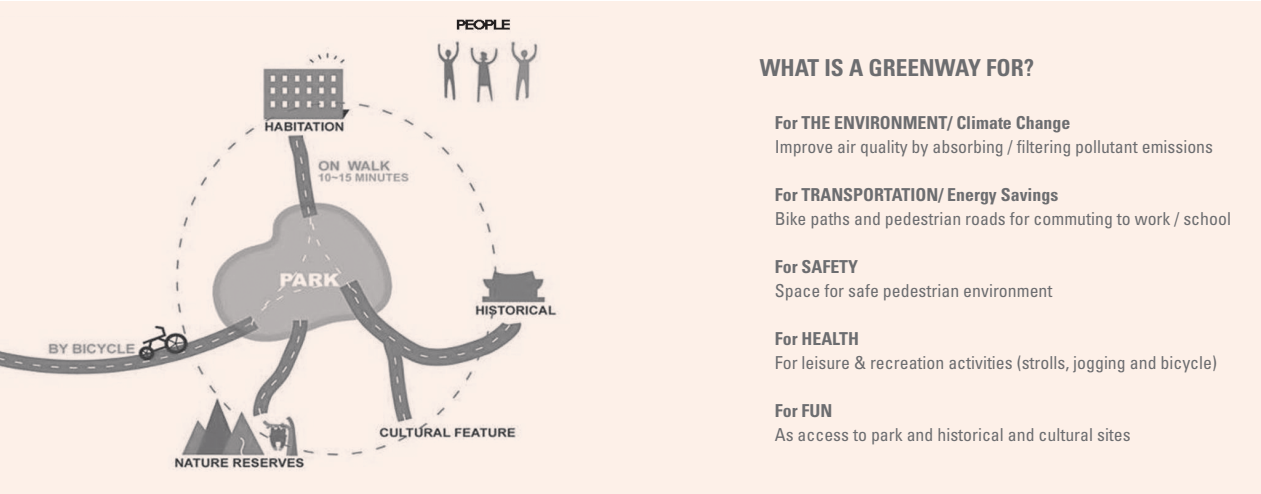 PEOPLE
HABITATION
ON WALK
10~15 MINUTES
PARK
HISTORICAL
BY BICYCLE
CULTURAL FEATURE
NATURE RESERVES
WHAT IS A GREENWAY FOR?
For THE ENVIRONMENT/ Climate Change
Improve air quality by absorbing / filtering pollutant emissions
For TRANSPORTATION/ Energy Savings
Bike paths and pedestrian roads for commuting to work / school
For SAFETY
Space for safe pedestrian environment
For HEALTH
For leisure & recreation activities (strolls, jogging and bicycle)
For FUN
As access to park and historical and cultural sites